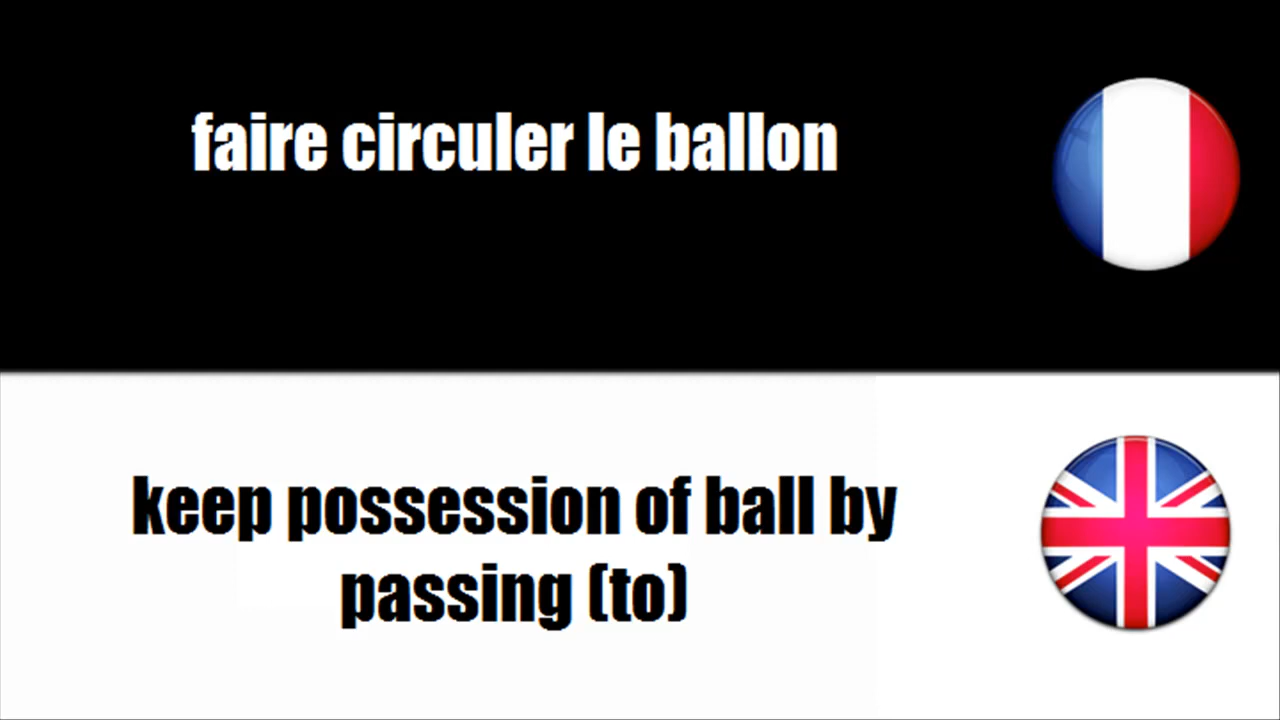 faire circuler le ballon
keep possession of ball by
passing (to)